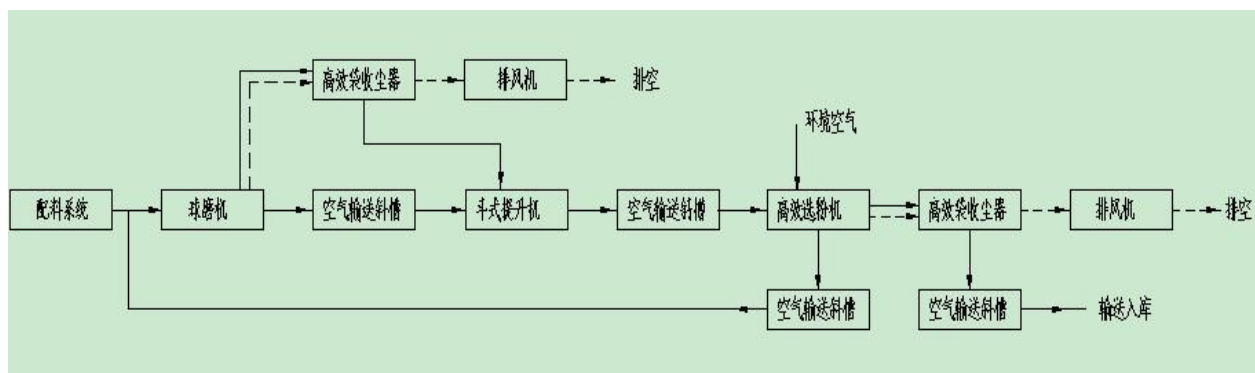 高效袋收尘器
排风机
排空
环境空气
配料系统
球磨机
空气输送斜槽
斗式提升机
空气输送斜槽
高效选粉机
高效袋收尘器
排风机
排空
空气输送斜槽
空气输送斜槽
输送入库